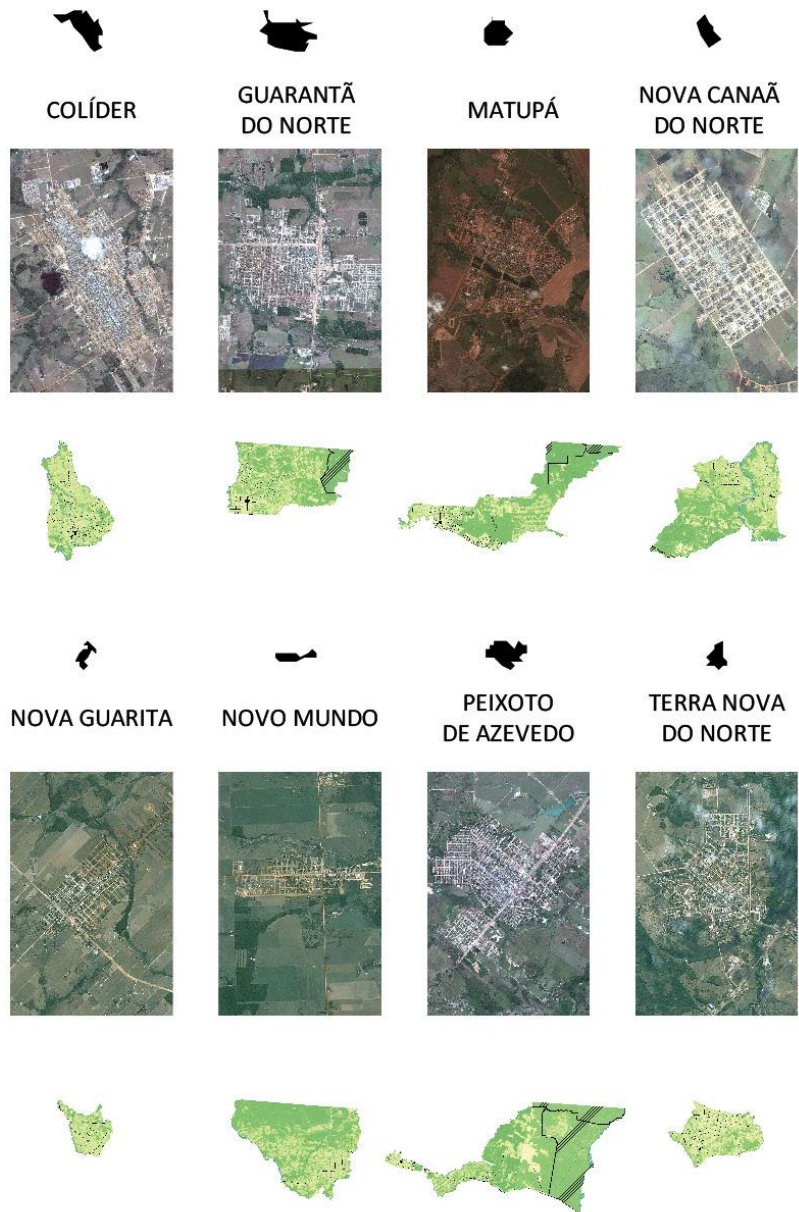 COLÍDER
GUARANTÃ
DO NORTE
MATUPÁ
NOVA CANAÃ
DO NORTE
NOVA GUARITA
NOVO MUNDO
PEIXOTO
DE AZEVEDO
TERRA NOVA
DO NORTE